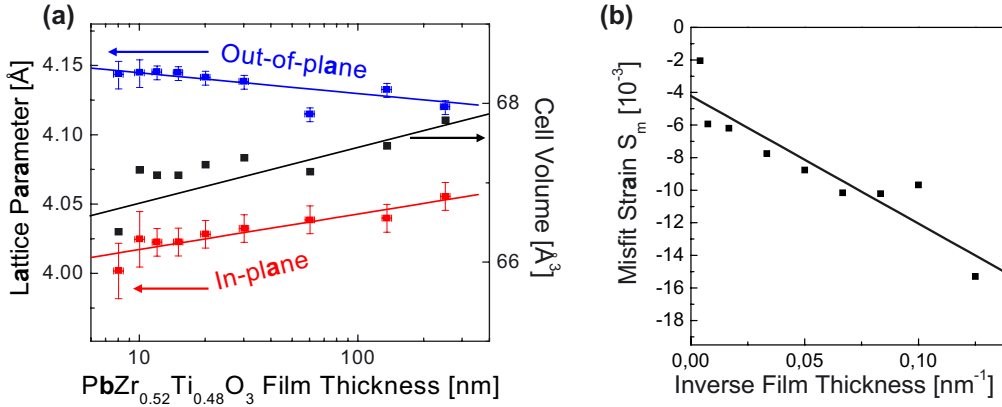 (a)
Out-of-plane
In-plane
4.15
4.10
4.05
4.00
Lattice Parameter [Å]
68
66
Cell Volume [Å³]
10
100
PbZr₀.₅₂Ti₀.₄₈O₃ Film Thickness [nm]
(b)
-2
-4
-6
-8
-10
-12
-14
-16
-18
0
Misfit Strain Sₘ [10⁻³]
0,00
0,05
0,10
Inverse Film Thickness [nm⁻¹]